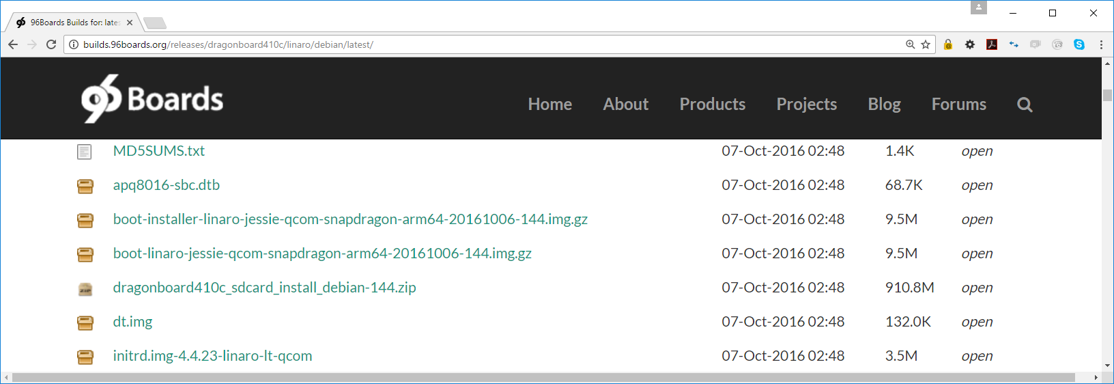 96Boards Builds for: late
builds.96boards.org/releases/dragonboard410c/linaro/debian/latest/
96 Boards Home About Products Projects Blog Forums
MD5SUMS.txt 07-Oct-2016 02:48 1.4K open
apq8016-sbc.dtb 07-Oct-2016 02:48 68.7K open
boot-installer-linaro-jessie-qcom-snapdragon-arm64-20161006-144.img.gz 07-Oct-2016 02:48 9.5M open
boot-linaro-jessie-qcom-snapdragon-arm64-20161006-144.img.gz 07-Oct-2016 02:48 9.5M open
dragonboard410c_sdcard_install_debian-144.zip 07-Oct-2016 02:48 910.8M open
dt.img 07-Oct-2016 02:48 132.0K open
initrd.img-4.4.23-linaro-lt-qcom 07-Oct-2016 02:48 3.5M open